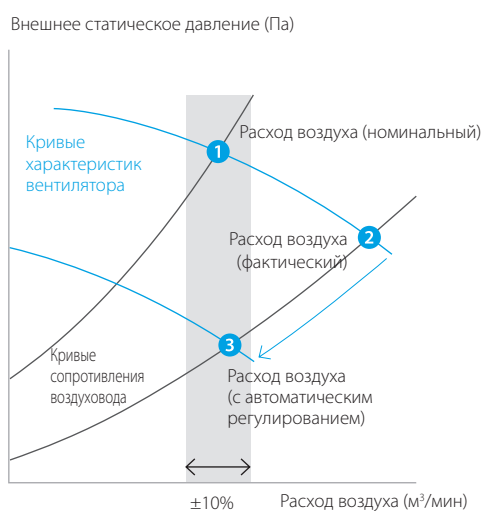 Внешнее статическое давление (Па)
Расход воздуха (номинальный)
Кривые
характеристик
вентилятора
1
Расход воздуха
(фактический)
2
3
Кривые
сопротивления
воздуховода
Расход воздуха
(с автоматическим
регулированием)
±10%
Расход воздуха (м³/мин)